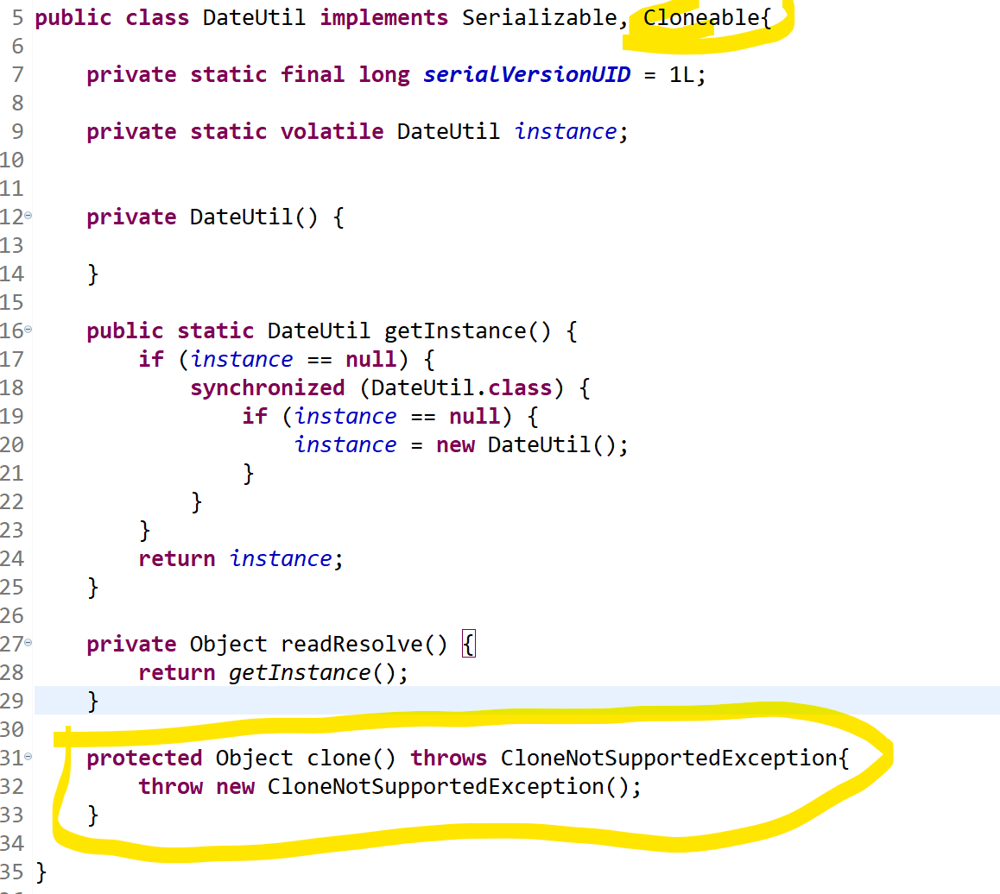 5 public class DateUtil implements Serializable, Cloneable{
6
7     private static final long serialVersionUID = 1L;
8
9     private static volatile DateUtil instance;
10
11
12     private DateUtil() {
13
14     }
15
16     public static DateUtil getInstance() {
17         if (instance == null) {
18             synchronized (DateUtil.class) {
19                 if (instance == null) {
20                     instance = new DateUtil();
21                 }
22             }
23         }
24         return instance;
25     }
26
27     private Object readResolve() {
28         return getInstance();
29     }
30
31     protected Object clone() throws CloneNotSupportedException{
32         throw new CloneNotSupportedException();
33     }
34
35 }